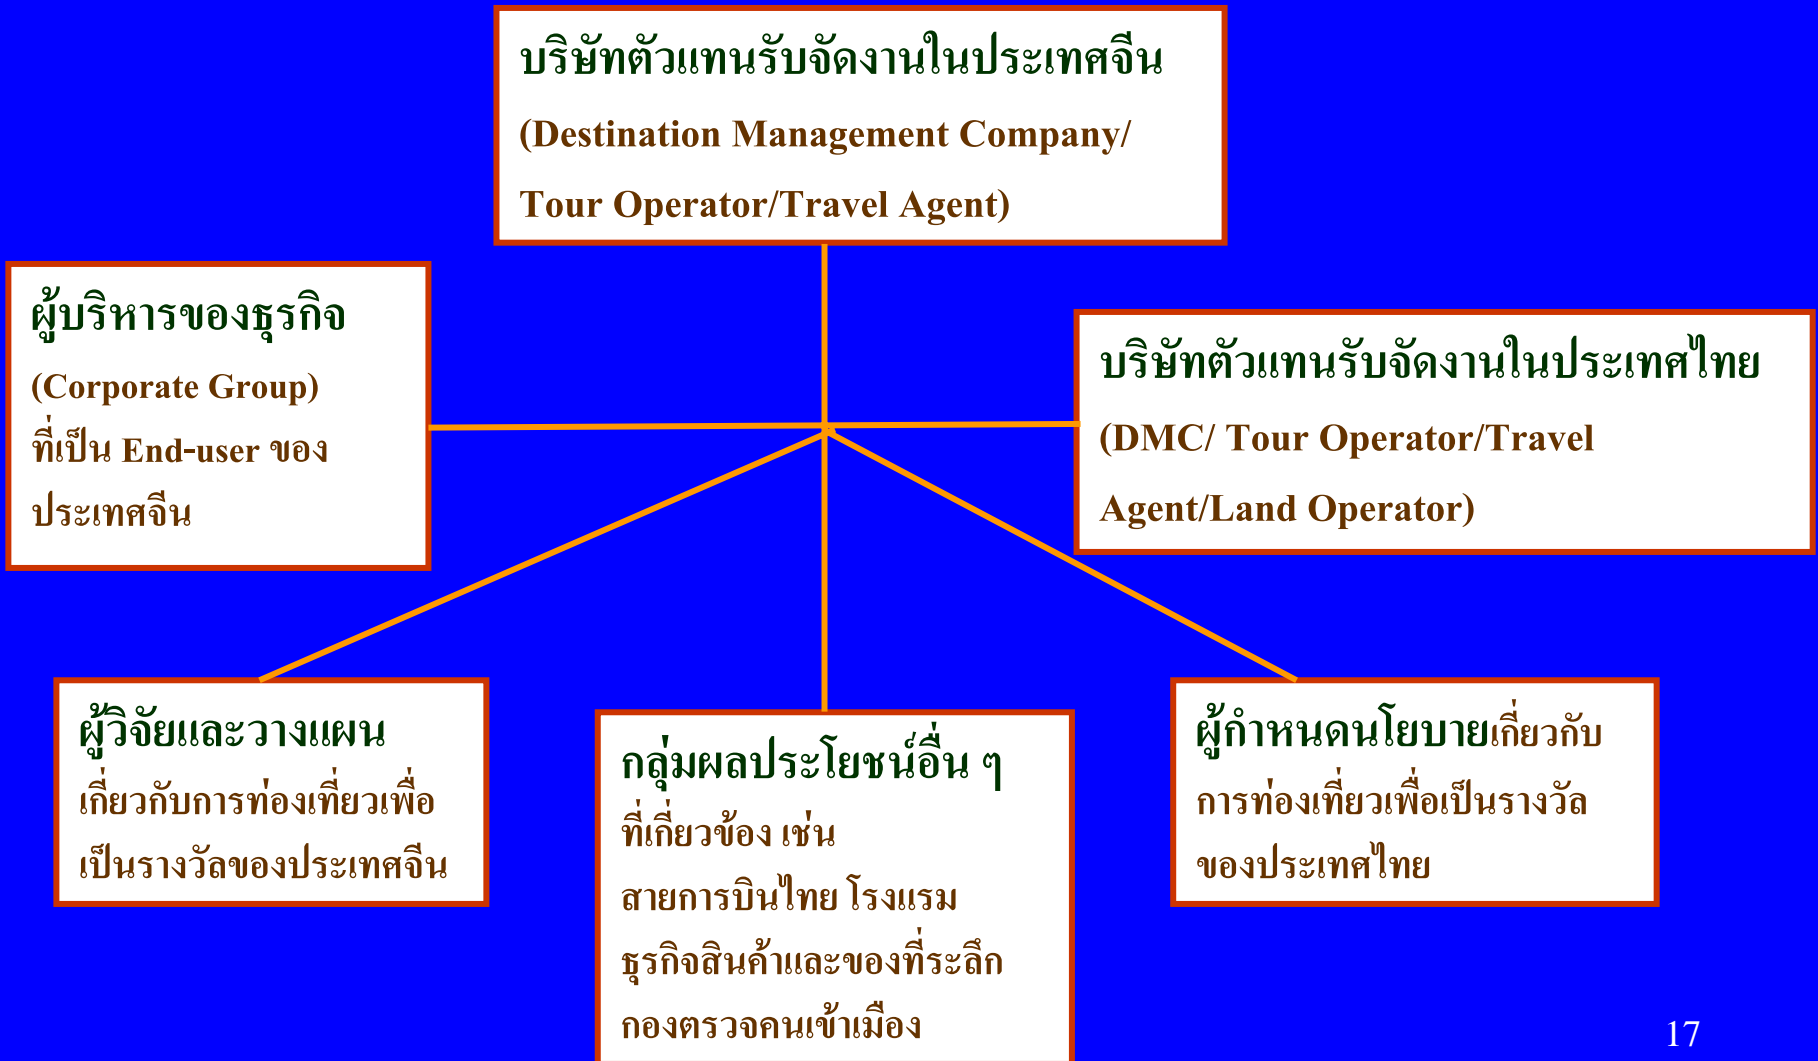 บริษัทตัวแทนรับจัดงานในประเทศจีน
(Destination Management Company/
Tour Operator/Travel Agent)
ผู้บริหารของธุรกิจ
(Corporate Group)
ที่เป็น End-user ของ
ประเทศจีน
บริษัทตัวแทนรับจัดงานในประเทศไทย
(DMC/ Tour Operator/Travel
Agent/Land Operator)
ผู้วิจัยและวางแผน
เกี่ยวกับการท่องเที่ยวเพื่อ
เป็นรางวัลของประเทศจีน
กลุ่มผลประโยชน์อื่น ๆ
ที่เกี่ยวข้อง เช่น
สายการบินไทย โรงแรม
ธุรกิจสินค้าและของที่ระลึก
กองตรวจคนเข้าเมือง
ผู้กำหนดนโยบายเกี่ยวกับ
การท่องเที่ยวเพื่อเป็นรางวัล
ของประเทศไทย
17